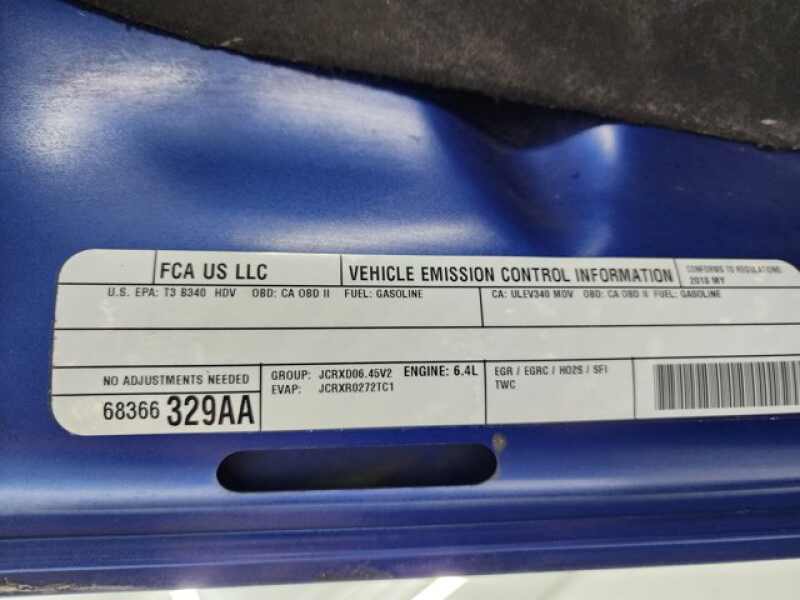 FCA US LLC
VEHICLE EMISSION CONTROL INFORMATION
CONFORMS TO REGULATIONS
2018 MY
U.S. EPA: T3 B340 HDV OBD: CA OBD II FUEL: GASOLINE
CA: ULEV340 MDV OBD: CA OBD II FUEL: GASOLINE
NO ADJUSTMENTS NEEDED
68366 329AA
GROUP: JCRXD06.45V2 ENGINE: 6.4L
EVAP: JCRXR0272TC1
EGR / EGRC / HO2S / SFI
TWC